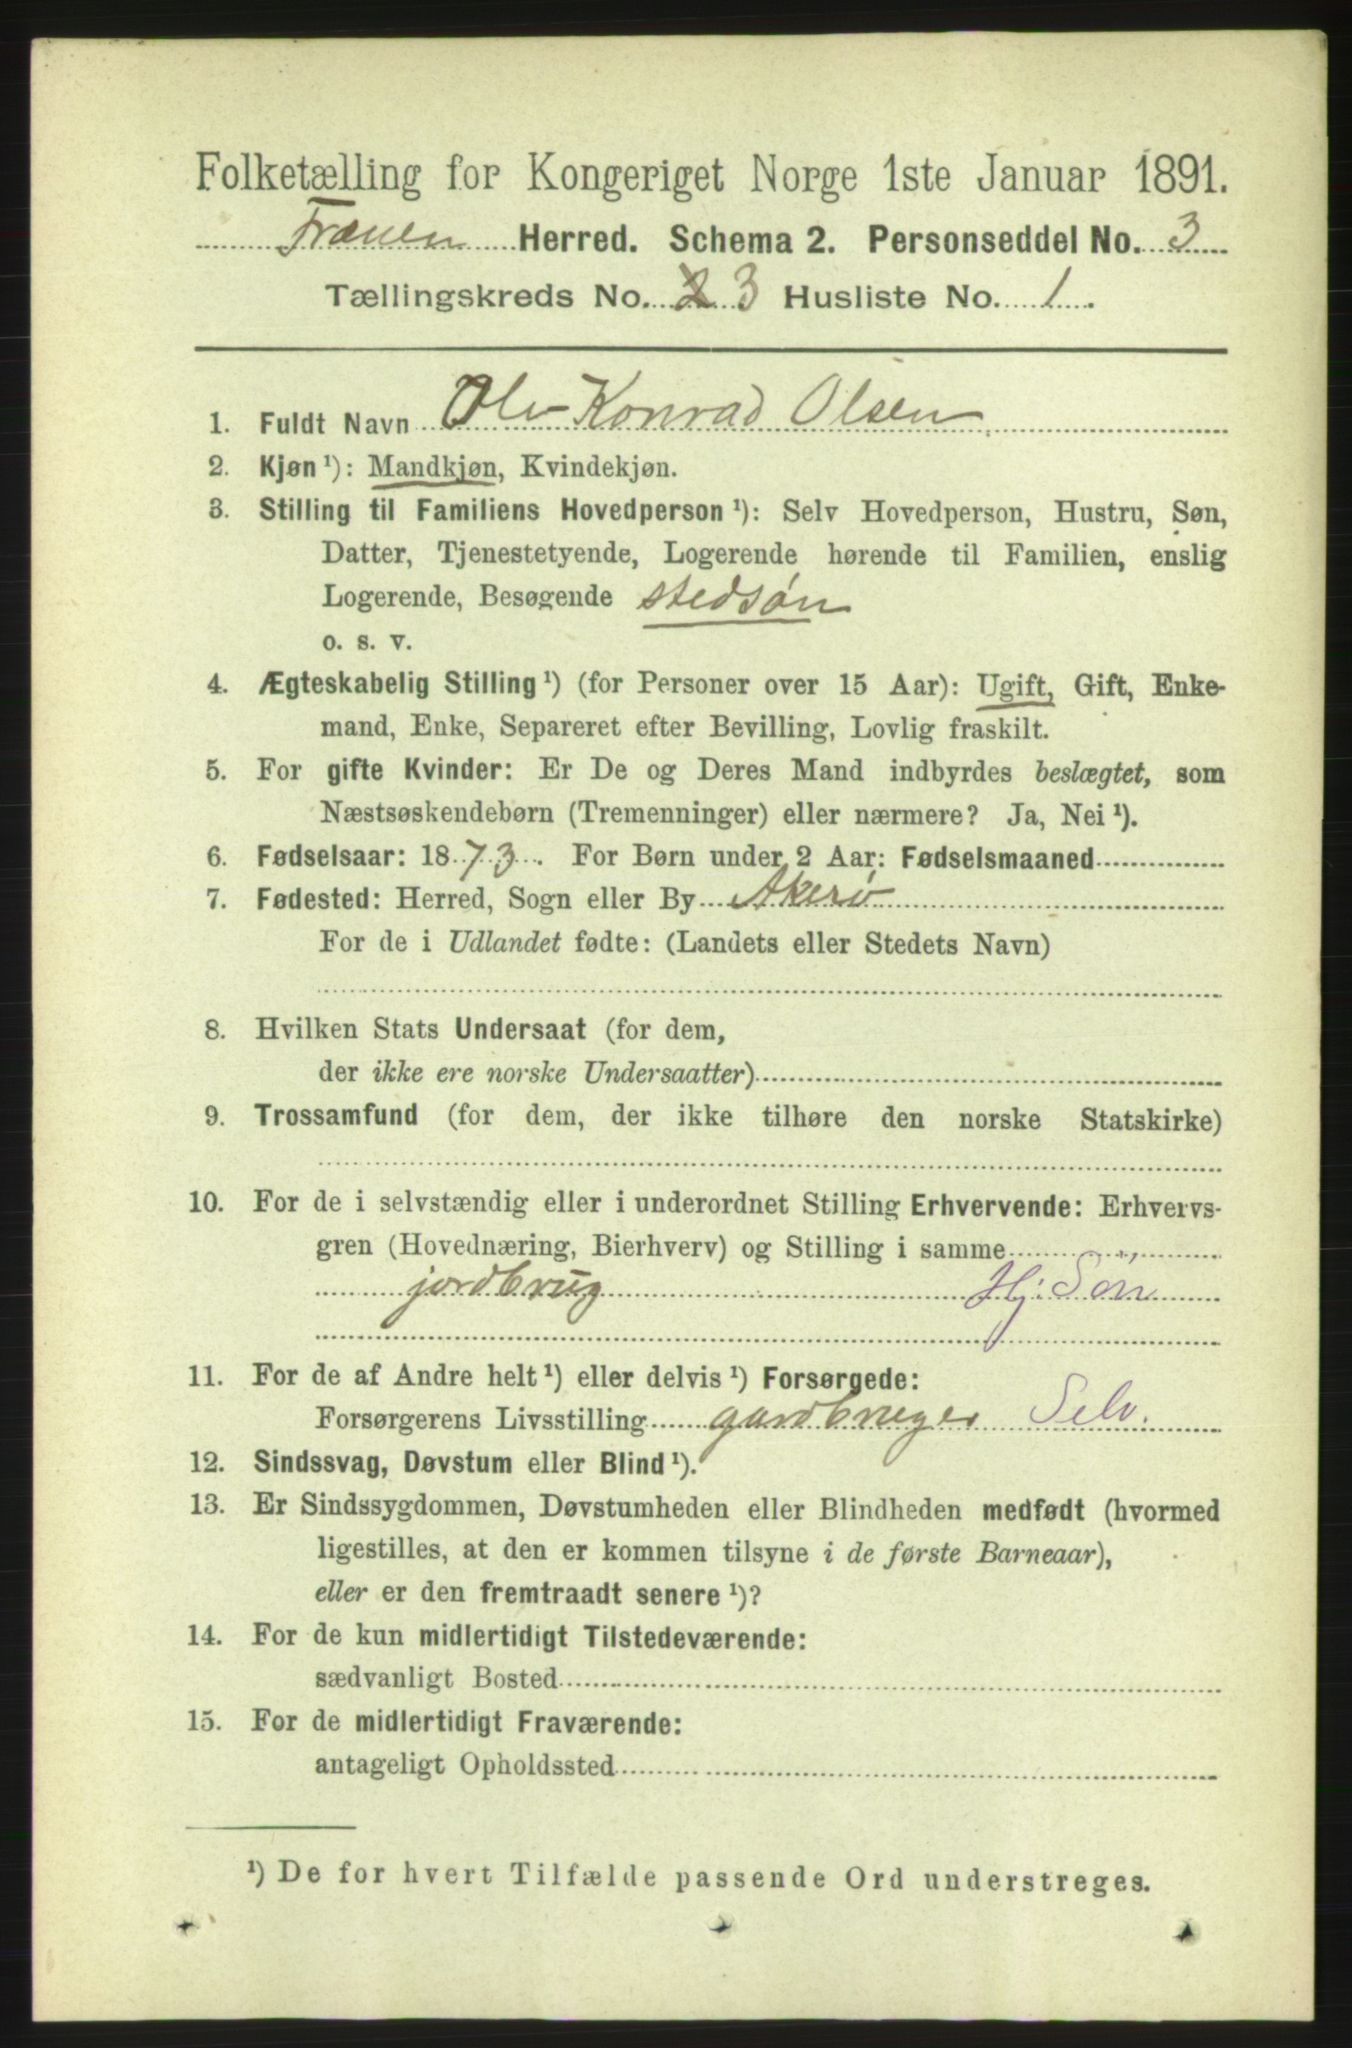 Folketælling for Kongeriget Norge 1ste Januar 1891.
Frænen Herred. Schema 2. Personseddel No. 3
Tællingskreds No. 2 3 Husliste No. 1.
1. Fuldt Navn Ole Konrad Olsen
2. Kjøn ¹): Mandkjøn, Kvindekjøn.
3. Stilling til Familiens Hovedperson ¹): Selv Hovedperson, Hustru, Søn,
Datter, Tjenestetyende, Logerende hørende til Familien, enslig
Logerende, Besøgende stedsøn
o. s. v.
4. Ægteskabelig Stilling ¹) (for Personer over 15 Aar): Ugift, Gift, Enke-
mand, Enke, Separeret efter Bevilling, Lovlig fraskilt.
5. For gifte Kvinder: Er De og Deres Mand indbyrdes beslægtet, som
Næstsøskendebørn (Tremenninger) eller nærmere? Ja, Nei ¹).
6. Fødselsaar: 1873. For Børn under 2 Aar: Fødselsmaaned
7. Fødested: Herred, Sogn eller By Akerø
For de i Udlandet fødte: (Landets eller Stedets Navn)
8. Hvilken Stats Undersaat (for dem,
der ikke ere norske Undersaatter)
9. Trossamfund (for dem, der ikke tilhøre den norske Statskirke)
10. For de i selvstændig eller i underordnet Stilling Erhvervende: Erhvervs-
gren (Hovednæring, Bierhverv) og Stilling i samme
jordbrug Hj: Søn
11. For de af Andre helt ¹) eller delvis ¹) Forsørgede:
Forsørgerens Livsstilling gardbruger Selv.
12. Sindssvag, Døvstum eller Blind ¹).
13. Er Sindssygdommen, Døvstumheden eller Blindheden medfødt (hvormed
ligestilles, at den er kommen tilsyne i de første Barneaar),
eller er den fremtraadt senere ¹)?
14. For de kun midlertidigt Tilstedeværende:
sædvanligt Bosted
15. For de midlertidigt Fraværende:
antageligt Opholdssted
¹) De for hvert Tilfælde passende Ord understreges.